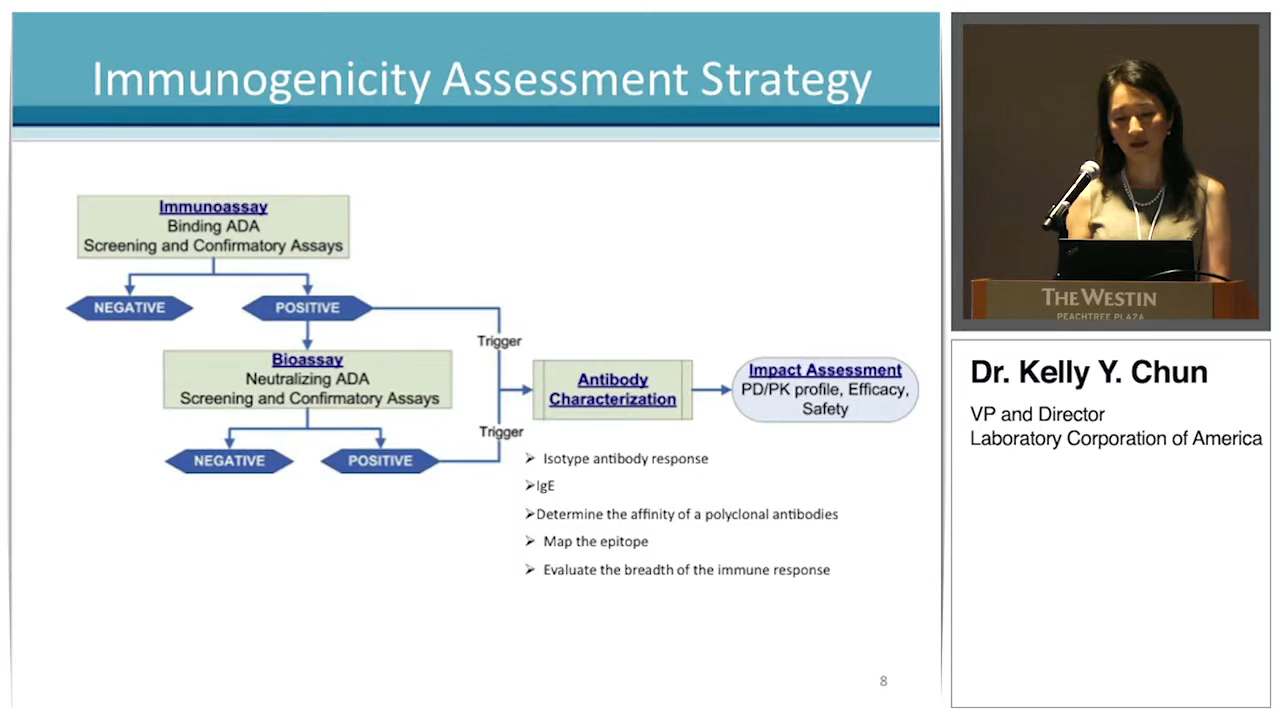 Immunogenicity Assessment Strategy
Immunoassay
Binding ADA
Screening and Confirmatory Assays
NEGATIVE
POSITIVE
Trigger
Bioassay
Neutralizing ADA
Screening and Confirmatory Assays
Antibody
Characterization
Impact Assessment
PD/PK profile, Efficacy,
Safety
Trigger
NEGATIVE
POSITIVE
Isotype antibody response
IgE
Determine the affinity of a polyclonal antibodies
Map the epitope
Evaluate the breadth of the immune response
8
THE WESTIN
PEACHTREE PLAZA
Dr. Kelly Y. Chun
VP and Director
Laboratory Corporation of America